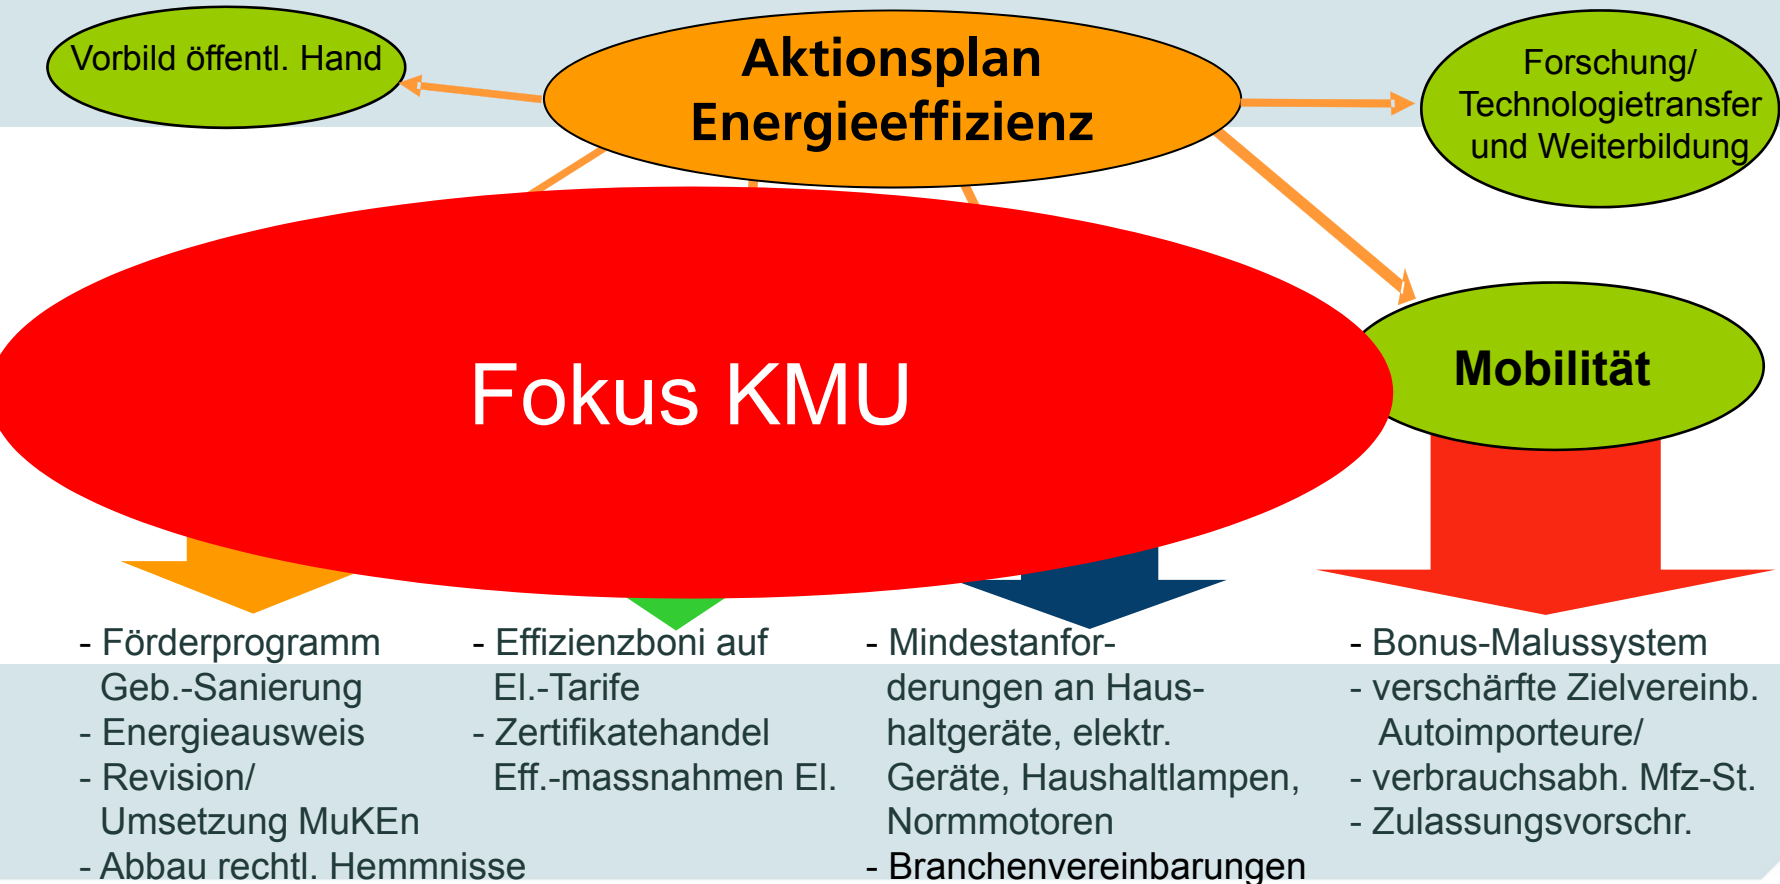 Vorbild öffentl. Hand
Aktionsplan
Energieeffizienz
Forschung/
Technologietransfer
und Weiterbildung
Fokus KMU
Mobilität
- Förderprogramm
Geb.-Sanierung
- Energieausweis
- Revision/
Umsetzung MuKEn
- Abbau rechtl. Hemmnisse
- Effizienzboni auf
El.-Tarife
- Zertifikatehandel
Eff.-massnahmen El.
- Mindestanfor-
derungen an Haus-
haltgeräte, elektr.
Geräte, Haushaltlampen,
Normmotoren
- Branchenvereinbarungen
- Bonus-Malussystem
- verschärfte Zielvereinb.
Autoimporteure/
- verbrauchsabh. Mfz-St.
- Zulassungsvorschr.